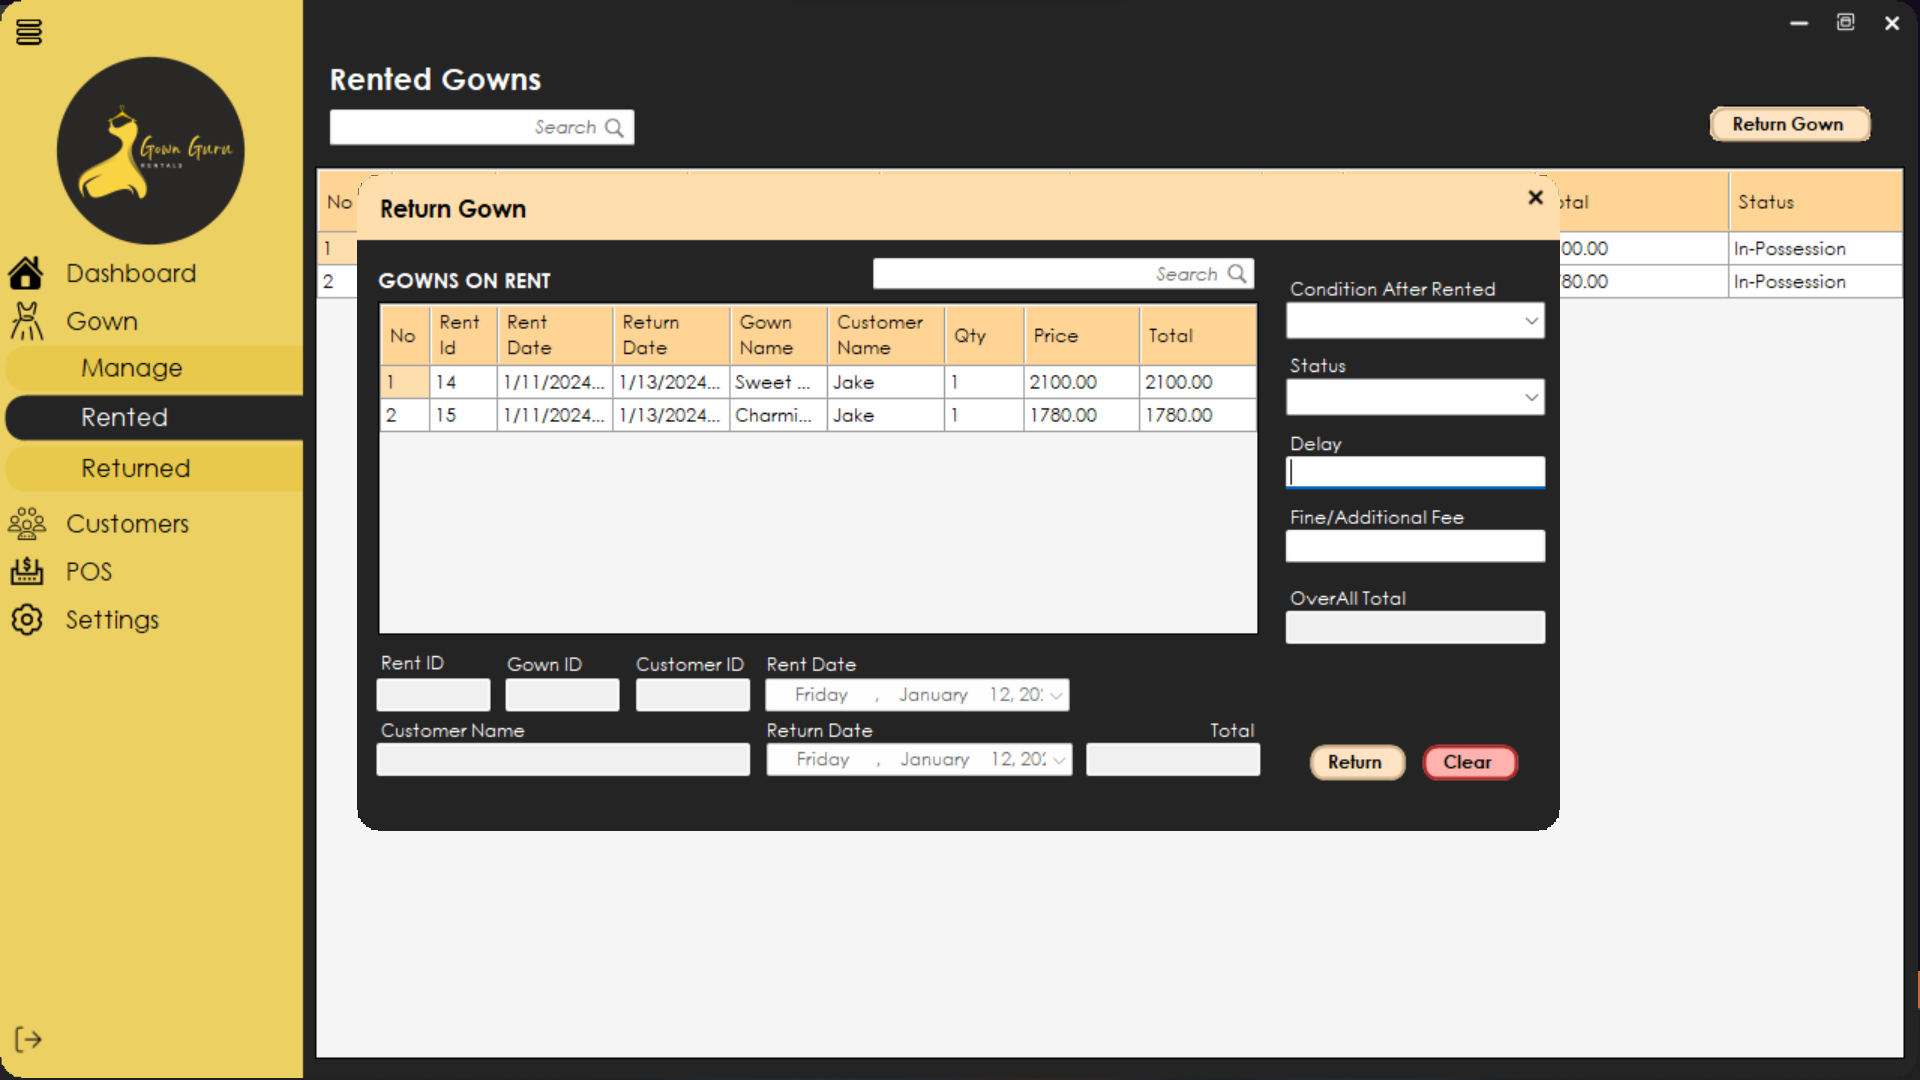 Gown Guru
RENTALS
Dashboard
Gown
Manage
Rented
Returned
Customers
POS
Settings
Rented Gowns
Search
Return Gown
No
Status
1
00.00
In-Possession
2
80.00
In-Possession
Return Gown
GOWNS ON RENT
Search
No
Rent Id
Rent Date
Return Date
Gown Name
Customer Name
Qty
Price
Total
1 14 1/11/2024... 1/13/2024... Sweet ... Jake 1 2100.00 2100.00
2 15 1/11/2024... 1/13/2024... Charmi... Jake 1 1780.00 1780.00
Condition After Rented
Status
Delay
Fine/Additional Fee
OverAll Total
Rent ID
Gown ID
Customer ID
Rent Date
Friday , January 12, 20
Customer Name
Return Date
Friday , January 12, 20
Total
Return
Clear